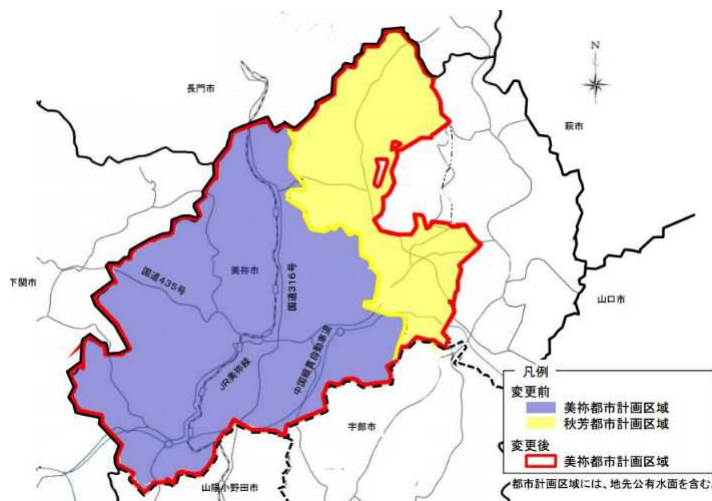 N
長門市
萩市
美祢市
国道435号
国道316号
下関市
山口市
JR美祢線
中国縦貫自動車道
宇部市
山陽小野田市
凡例
変更前
美祢都市計画区域
秋芳都市計画区域
変更後
美祢都市計画区域
都市計画区域には、地先公有水面を含む。